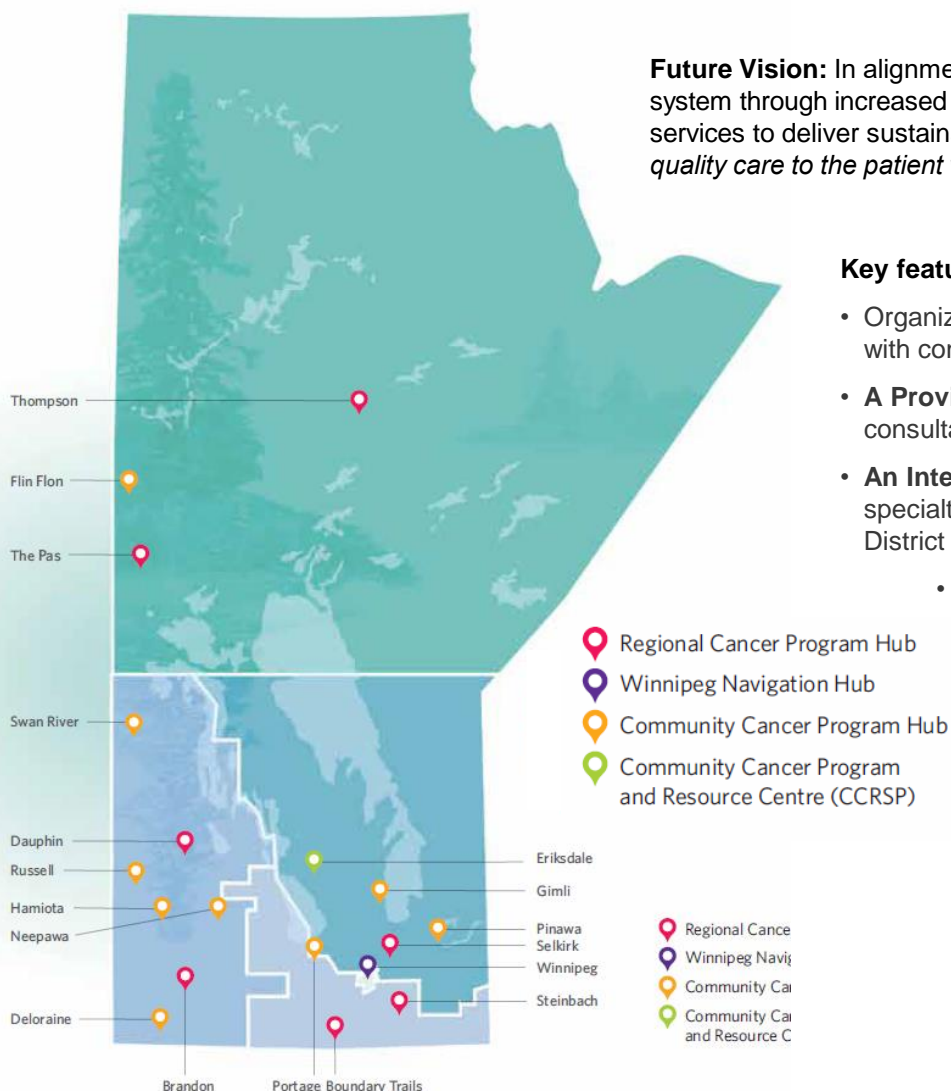 Future Vision: In alignme
system through increased
services to deliver sustain
quality care to the patient
Key featu
• Organiz
with cor
• A Provi
consulta
• An Inte
specialt
District
•
Thompson
Flin Flon
The Pas
Regional Cancer Program Hub
Winnipeg Navigation Hub
Community Cancer Program Hub
Community Cancer Program
and Resource Centre (CCRSP)
Swan River
Dauphin
Russell
Hamiota
Neepawa
Deloraine
Brandon
Portage Boundary Trails
Eriksdale
Gimli
Pinawa
Selkirk
Winnipeg
Steinbach
Regional Cance
Winnipeg Navig
Community Ca
Community Ca
and Resource C